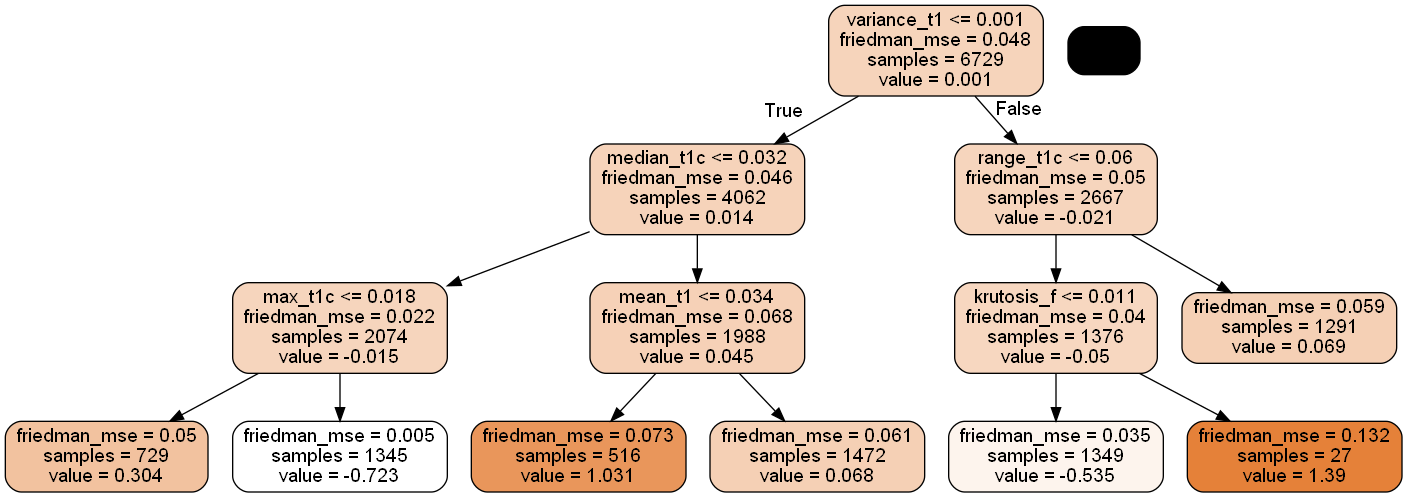 variance_t1 <= 0.001
friedman_mse = 0.048
samples = 6729
value = 0.001
True
False
median_t1c <= 0.032
friedman_mse = 0.046
samples = 4062
value = 0.014
range_t1c <= 0.06
friedman_mse = 0.05
samples = 2667
value = -0.021
max_t1c <= 0.018
friedman_mse = 0.022
samples = 2074
value = -0.015
mean_t1 <= 0.034
friedman_mse = 0.068
samples = 1988
value = 0.045
krutosis_f <= 0.011
friedman_mse = 0.04
samples = 1376
value = -0.05
friedman_mse = 0.059
samples = 1291
value = 0.069
friedman_mse = 0.05
samples = 729
value = 0.304
friedman_mse = 0.005
samples = 1345
value = -0.723
friedman_mse = 0.073
samples = 516
value = 1.031
friedman_mse = 0.061
samples = 1472
value = 0.068
friedman_mse = 0.035
samples = 1349
value = -0.535
friedman_mse = 0.132
samples = 27
value = 1.39